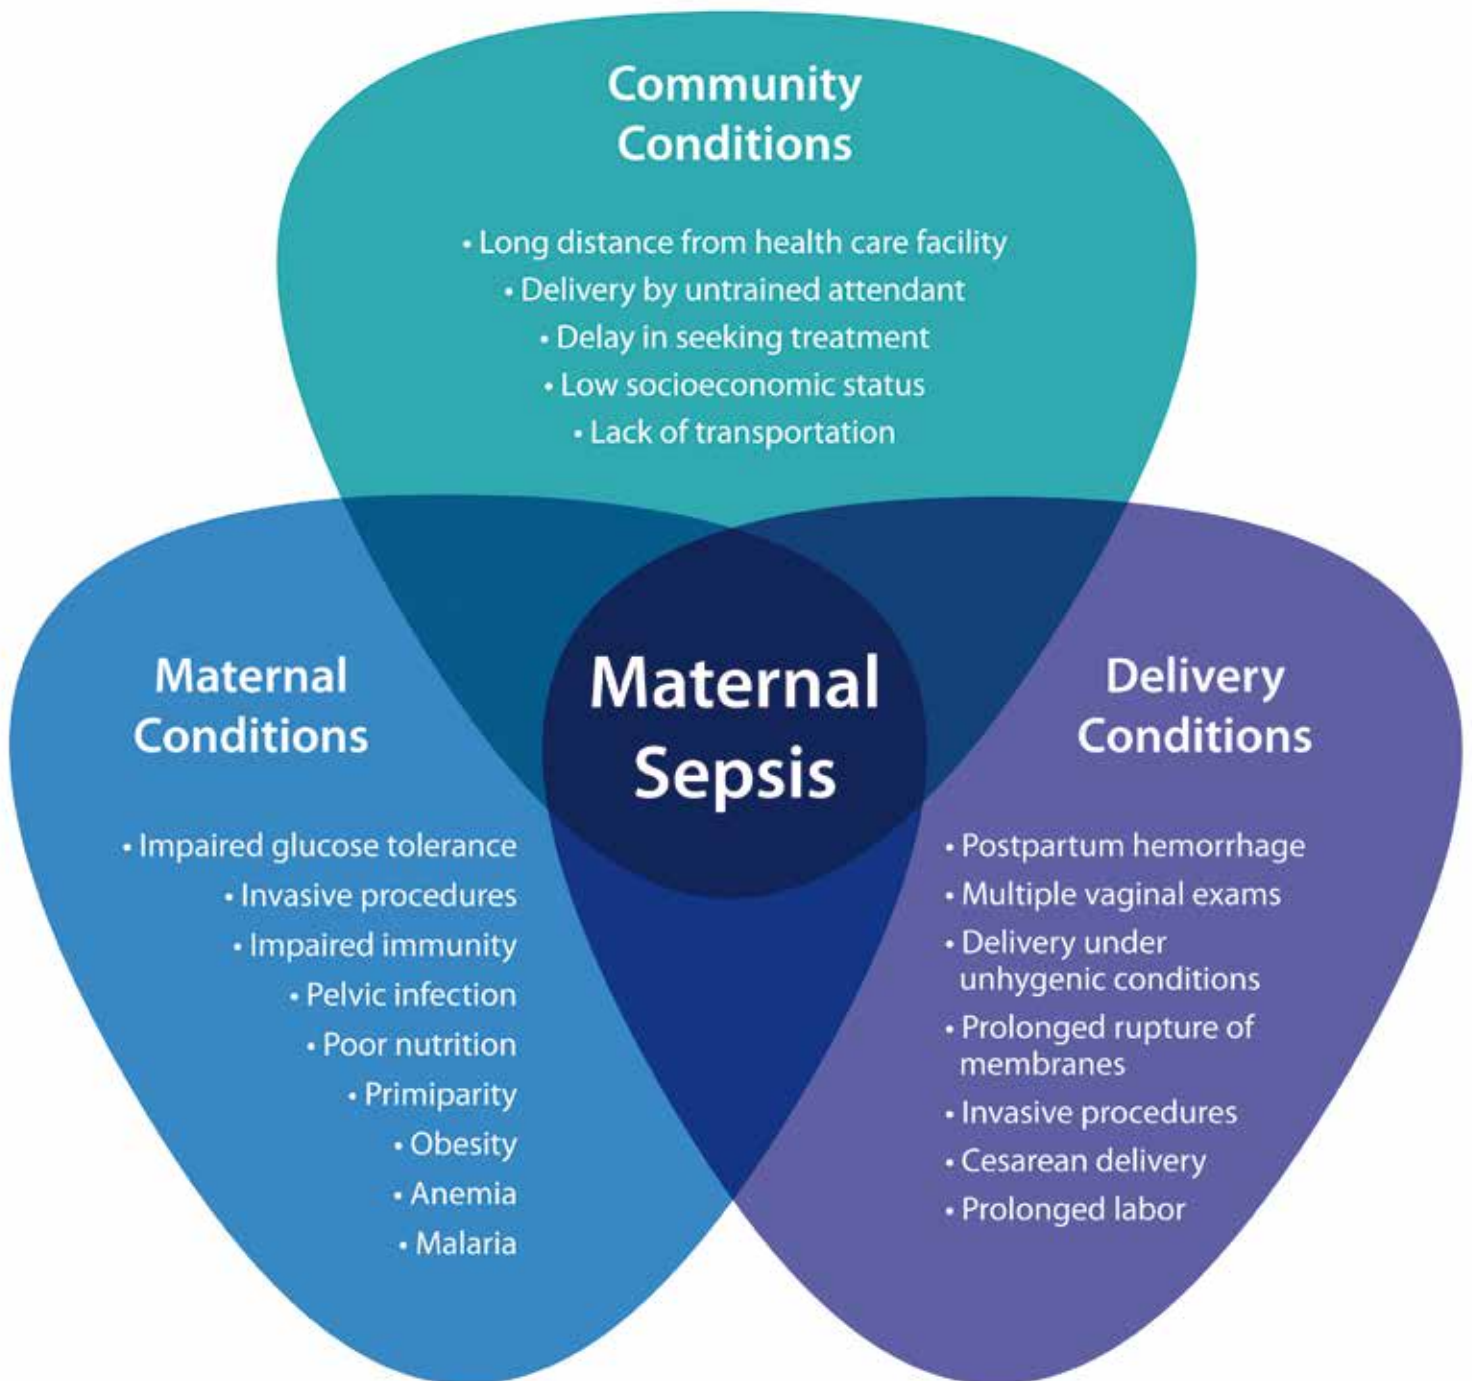 Community
Conditions
• Long distance from health care facility
• Delivery by untrained attendant
• Delay in seeking treatment
• Low socioeconomic status
• Lack of transportation
Maternal
Conditions
• Impaired glucose tolerance
• Invasive procedures
• Impaired immunity
• Pelvic infection
• Poor nutrition
• Primiparity
• Obesity
• Anemia
• Malaria
Maternal
Sepsis
Delivery
Conditions
• Postpartum hemorrhage
• Multiple vaginal exams
• Delivery under
unhygenic conditions
• Prolonged rupture of
membranes
• Invasive procedures
• Cesarean delivery
• Prolonged labor